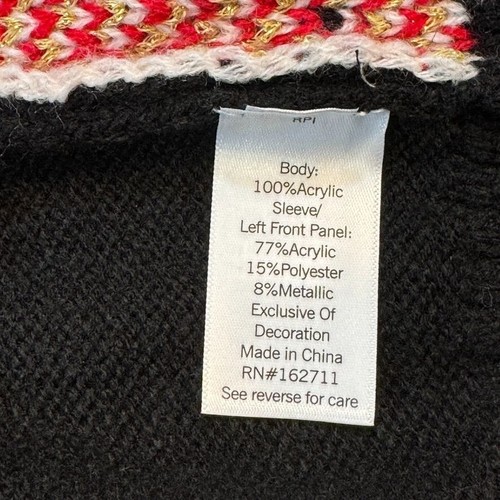 RPI
Body:
100%Acrylic
Sleeve/
Left Front Panel:
77%Acrylic
15%Polyester
8%Metallic
Exclusive Of
Decoration
Made in China
RN#162711
See reverse for care